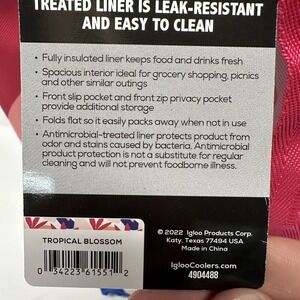 TREATED LINER IS LEAK-RESISTANT
AND EASY TO CLEAN
• Fully insulated liner keeps food and drinks fresh
• Spacious interior ideal for grocery shopping, picnics
and other similar outings
• Front slip pocket and front zip privacy pocket
provide additional storage
• Folds flat so it easily packs away when not in use
• Antimicrobial-treated liner protects product from
odor and stains caused by bacteria. Antimicrobial
product protection is not a substitute for regular
cleaning and will not prevent foodborne illness.
TROPICAL BLOSSOM
0 34223 61551 2
© 2022 Igloo Products Corp.
Katy, Texas 77494 USA
Made in China
IglooCoolers.com
4904488